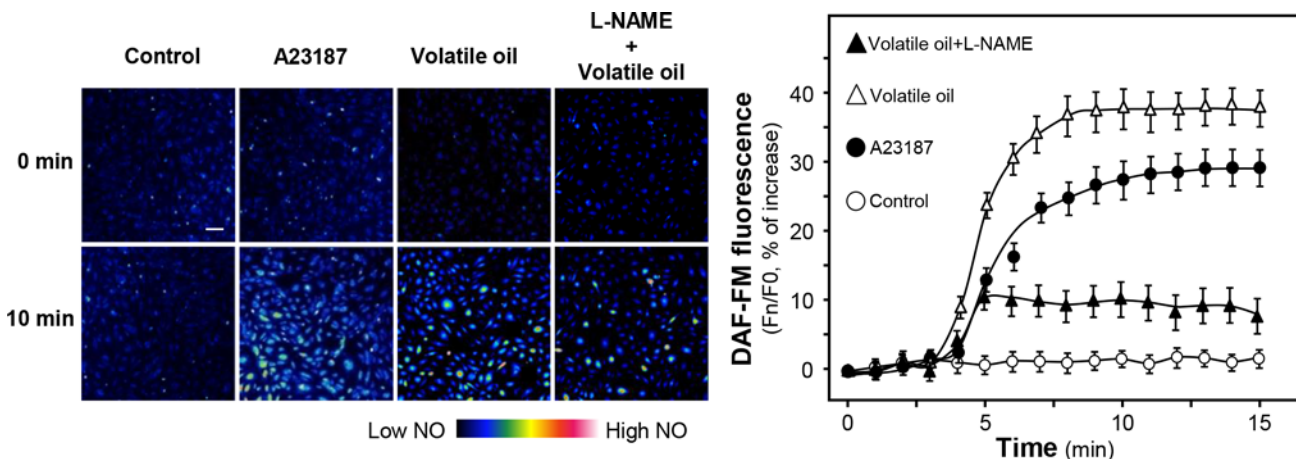 Control
A23187
Volatile oil
L-NAME
+
Volatile oil
0 min
10 min
Low NO
High NO
DAF-FM fluorescence
(Fn/F0, % of increase)
Volatile oil+L-NAME
Volatile oil
A23187
Control
40
30
20
10
0
0
5
10
15
Time (min)